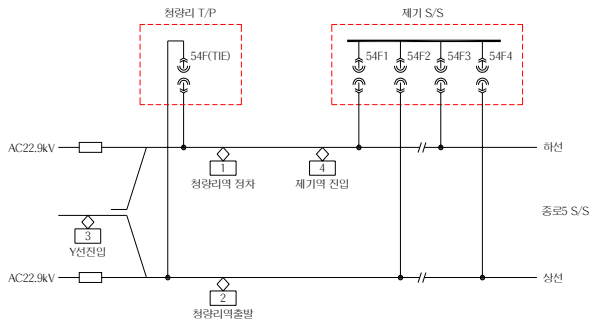 청량리 T/P
제기 S/S
54F(TIE)
54F1
54F2
54F3
54F4
AC22.9kV
하선
1
청량리역 정차
4
제기역 진입
종로5 S/S
3
Y선진입
AC22.9kV
상선
2
청량리역출발